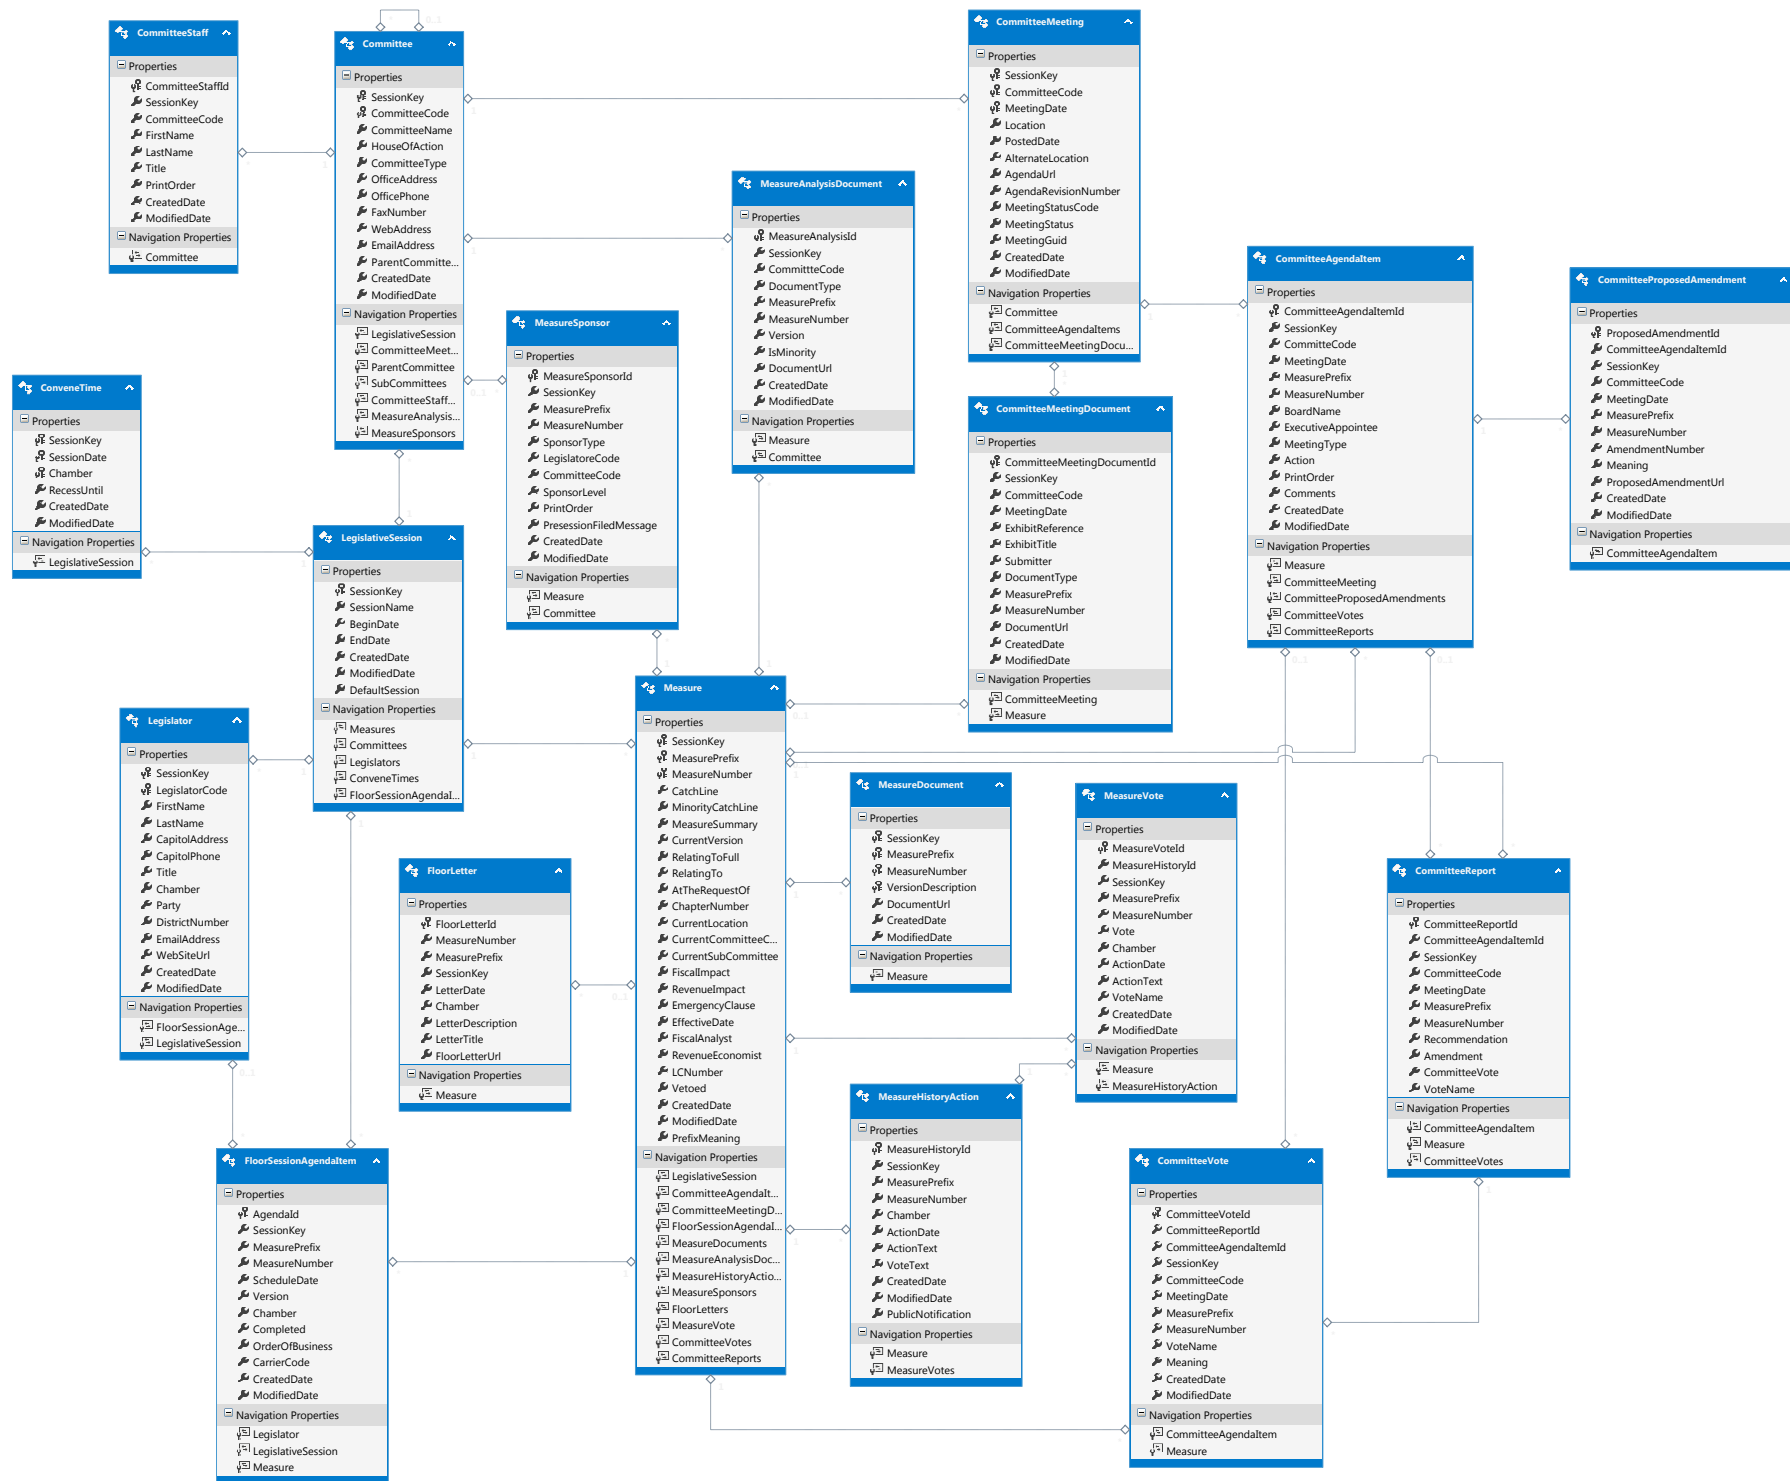 CommitteeStaff
Properties
CommitteeStaffId
SessionKey
CommitteeCode
FirstName
LastName
Title
PrintOrder
CreatedDate
ModifiedDate
Navigation Properties
Committee
Committee
Properties
SessionKey
CommitteeCode
CommitteeName
HouseOfAction
CommitteeType
OfficeAddress
OfficePhone
FaxNumber
WebAddress
EmailAddress
ParentCommitte...
CreatedDate
ModifiedDate
Navigation Properties
LegislativeSession
CommitteeMeet...
ParentCommittee
SubCommittees
CommitteeStaff...
MeasureAnalysis...
MeasureSponsors
CommitteeMeeting
Properties
SessionKey
CommitteeCode
MeetingDate
Location
PostedDate
AlternateLocation
AgendaUrl
AgendaRevisionNumber
MeetingStatusCode
MeetingStatus
MeetingGuid
CreatedDate
ModifiedDate
Navigation Properties
Committee
CommitteeAgendaItems
CommitteeMeetingDocu...
MeasureAnalysisDocument
Properties
MeasureAnalysisId
SessionKey
CommittteCode
DocumentType
MeasurePrefix
MeasureNumber
Version
IsMinority
DocumentUrl
CreatedDate
ModifiedDate
Navigation Properties
Measure
Committee
CommitteeAgendaItem
Properties
CommitteeAgendaItemId
SessionKey
CommitteCode
MeetingDate
MeasurePrefix
MeasureNumber
BoardName
ExecutiveAppointee
MeetingType
Action
PrintOrder
Comments
CreatedDate
ModifiedDate
Navigation Properties
Measure
CommitteeMeeting
CommitteeProposedAmendments
CommitteeVotes
CommitteeReports
CommitteeProposedAmendment
Properties
ProposedAmendmentId
CommitteeAgendaItemId
SessionKey
CommitteeCode
MeetingDate
MeasurePrefix
MeasureNumber
AmendmentNumber
Meaning
ProposedAmendmentUrl
CreatedDate
ModifiedDate
Navigation Properties
CommitteeAgendaItem
MeasureSponsor
Properties
MeasureSponsorId
SessionKey
MeasurePrefix
MeasureNumber
SponsorType
LegislatoreCode
CommitteeCode
SponsorLevel
PrintOrder
PresessionFiledMessage
CreatedDate
ModifiedDate
Navigation Properties
Measure
Committee
ConveneTime
Properties
SessionKey
SessionDate
Chamber
RecessUntil
CreatedDate
ModifiedDate
Navigation Properties
LegislativeSession
CommitteeMeetingDocument
Properties
CommitteeMeetingDocumentId
SessionKey
CommitteeCode
MeetingDate
ExhibitReference
ExhibitTitle
Submitter
DocumentType
MeasurePrefix
MeasureNumber
DocumentUrl
CreatedDate
ModifiedDate
Navigation Properties
CommitteeMeeting
Measure
LegislativeSession
Properties
SessionKey
SessionName
BeginDate
EndDate
CreatedDate
ModifiedDate
DefaultSession
Navigation Properties
Measures
Committees
Legislators
ConveneTimes
FloorSessionAgendaI...
Legislator
Properties
SessionKey
LegislatorCode
FirstName
LastName
CapitolAddress
CapitolPhone
Title
Chamber
Party
DistrictNumber
EmailAddress
WebSiteUrl
CreatedDate
ModifiedDate
Navigation Properties
FloorSessionAge...
LegislativeSession
Measure
Properties
SessionKey
MeasurePrefix
MeasureNumber
CatchLine
MinorityCatchLine
MeasureSummary
CurrentVersion
RelatingToFull
RelatingTo
AtTheRequestOf
ChapterNumber
CurrentLocation
CurrentCommitteeC...
CurrentSubCommittee
FiscalImpact
RevenueImpact
EmergencyClause
EffectiveDate
FiscalAnalyst
RevenueEconomist
LCNumber
Vetoed
CreatedDate
ModifiedDate
PrefixMeaning
Navigation Properties
LegislativeSession
CommitteeAgendaIt...
CommitteeMeetingD...
FloorSessionAgendaI...
MeasureDocuments
MeasureAnalysisDoc...
MeasureHistoryActio...
MeasureSponsors
FloorLetters
MeasureVote
CommitteeVotes
CommitteeReports
MeasureDocument
Properties
SessionKey
MeasurePrefix
MeasureNumber
VersionDescription
DocumentUrl
CreatedDate
ModifiedDate
Navigation Properties
Measure
MeasureVote
Properties
MeasureVoteId
MeasureHistoryId
SessionKey
MeasurePrefix
MeasureNumber
Vote
Chamber
ActionDate
ActionText
VoteName
CreatedDate
ModifiedDate
Navigation Properties
Measure
MeasureHistoryAction
FloorLetter
Properties
FloorLetterId
MeasureNumber
MeasurePrefix
SessionKey
LetterDate
Chamber
LetterDescription
LetterTitle
FloorLetterUrl
Navigation Properties
Measure
CommitteeReport
Properties
CommitteeReportId
CommitteeAgendaItemId
SessionKey
CommitteeCode
MeetingDate
MeasurePrefix
MeasureNumber
Recommendation
Amendment
CommitteeVote
VoteName
Navigation Properties
CommitteeAgendaItem
Measure
CommitteeVotes
MeasureHistoryAction
Properties
MeasureHistoryId
SessionKey
MeasurePrefix
MeasureNumber
Chamber
ActionDate
ActionText
VoteText
CreatedDate
ModifiedDate
PublicNotification
Navigation Properties
Measure
MeasureVotes
FloorSessionAgendaItem
Properties
AgendaId
SessionKey
MeasurePrefix
MeasureNumber
ScheduleDate
Version
Chamber
Completed
OrderOfBusiness
CarrierCode
CreatedDate
ModifiedDate
Navigation Properties
Legislator
LegislativeSession
Measure
CommitteeVote
Properties
CommitteeVoteId
CommitteeReportId
CommitteeAgendaItemId
SessionKey
CommitteeCode
MeetingDate
MeasurePrefix
MeasureNumber
VoteName
Meaning
CreatedDate
ModifiedDate
Navigation Properties
CommitteeAgendaItem
Measure